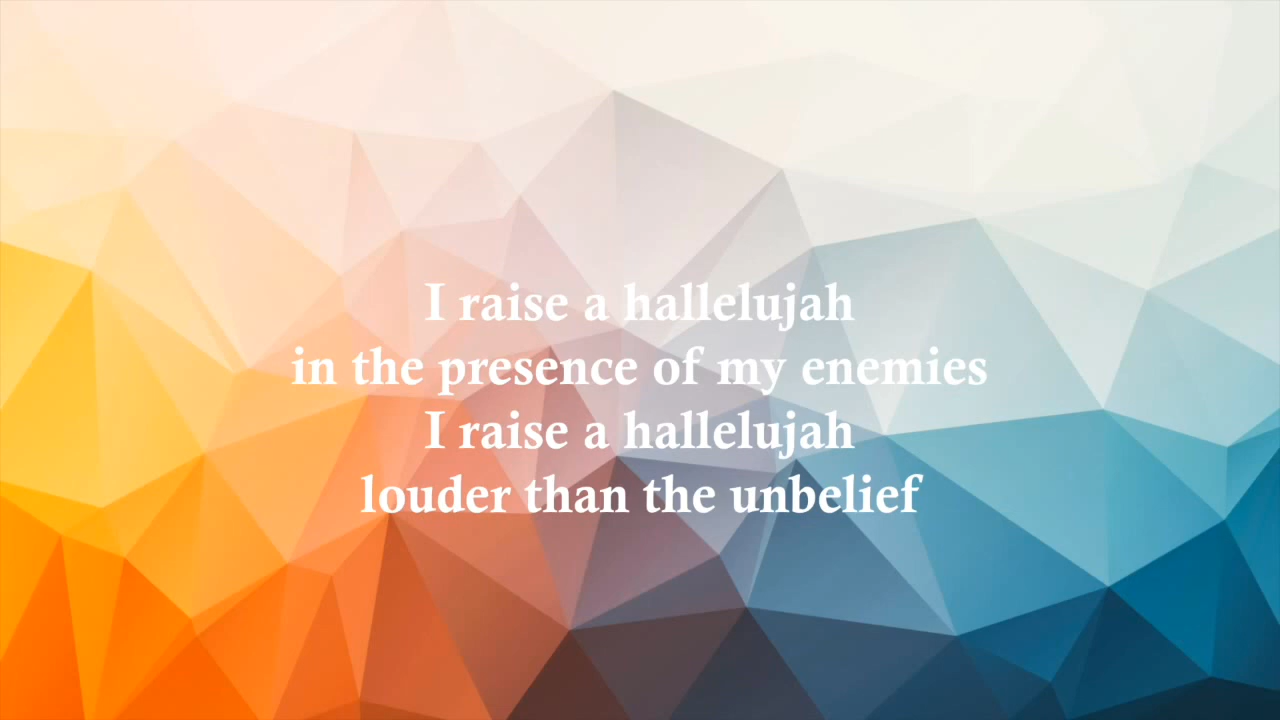 I raise a hallelujah
in the presence of my enemies
I raise a hallelujah
louder than the unbelief